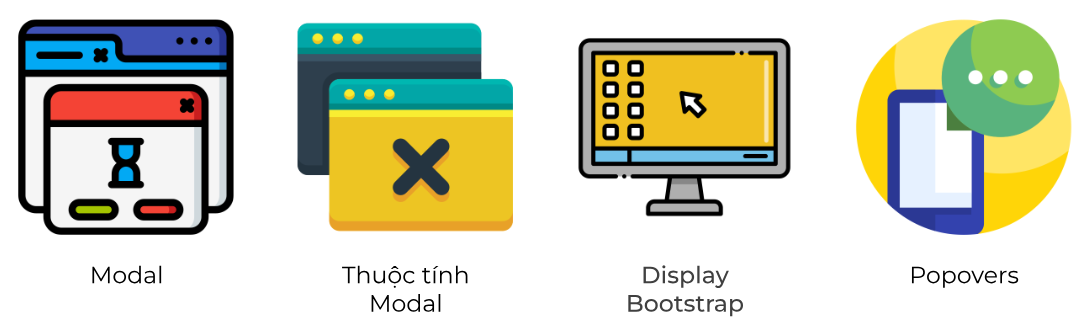 Modal
Thuộc tính
Modal
Display
Bootstrap
Popovers